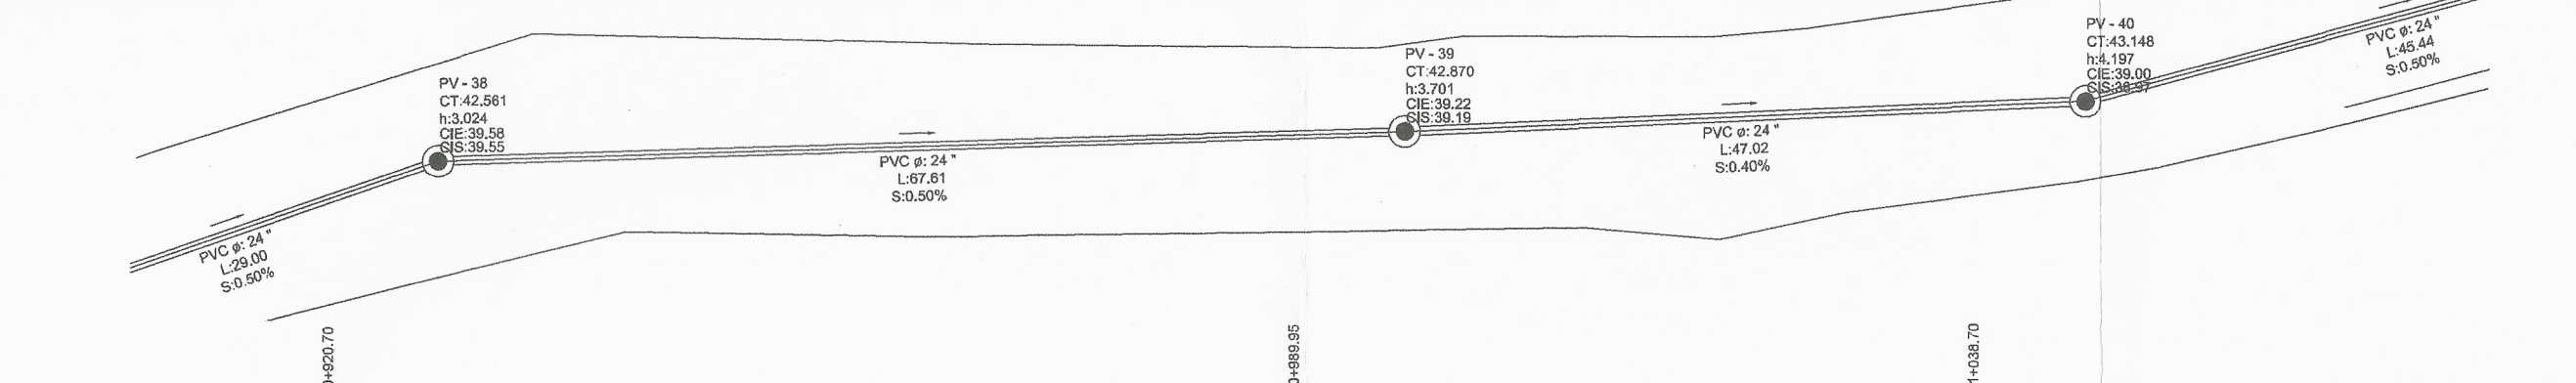 PV - 38
CT:42.561
h:3.024
CIE:39.58
CIS:39.55
PV - 39
CT:42.870
h:3.701
CIE:39.22
CIS:39.19
PV - 40
CT:43.148
h:4.197
CIE:39.00
CIS:38.97
PVC ø: 24 "
L:29.00
S:0.50%
PVC ø: 24 "
L:67.61
S:0.50%
PVC ø: 24 "
L:47.02
S:0.40%
PVC ø: 24 "
L:45.44
S:0.50%
0+920.70
0+989.95
1+038.70